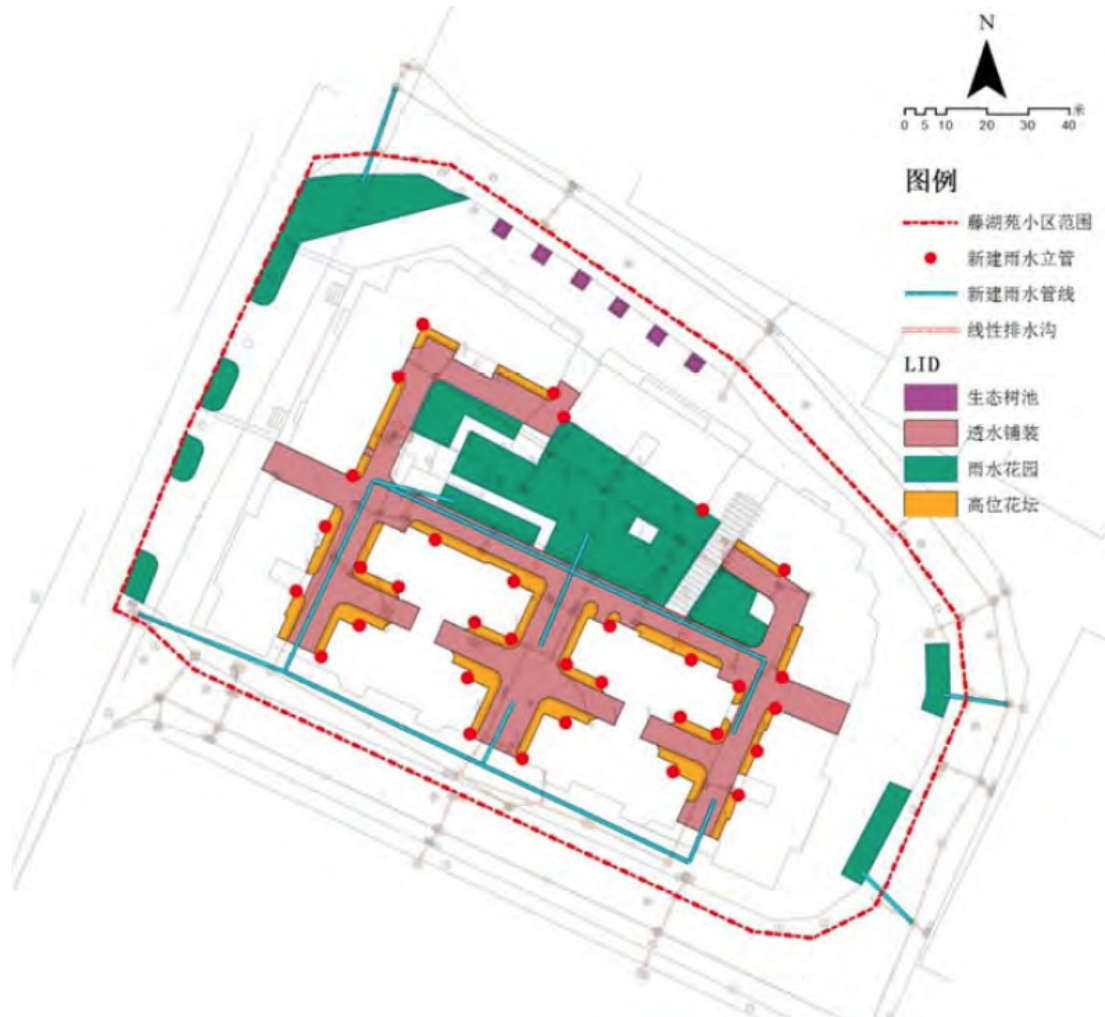 N
米
0 5 10 20 30 40
图例
藤湖苑小区范围
新建雨水立管
新建雨水管线
线性排水沟
LID
生态树池
透水铺装
雨水花园
高位花坛